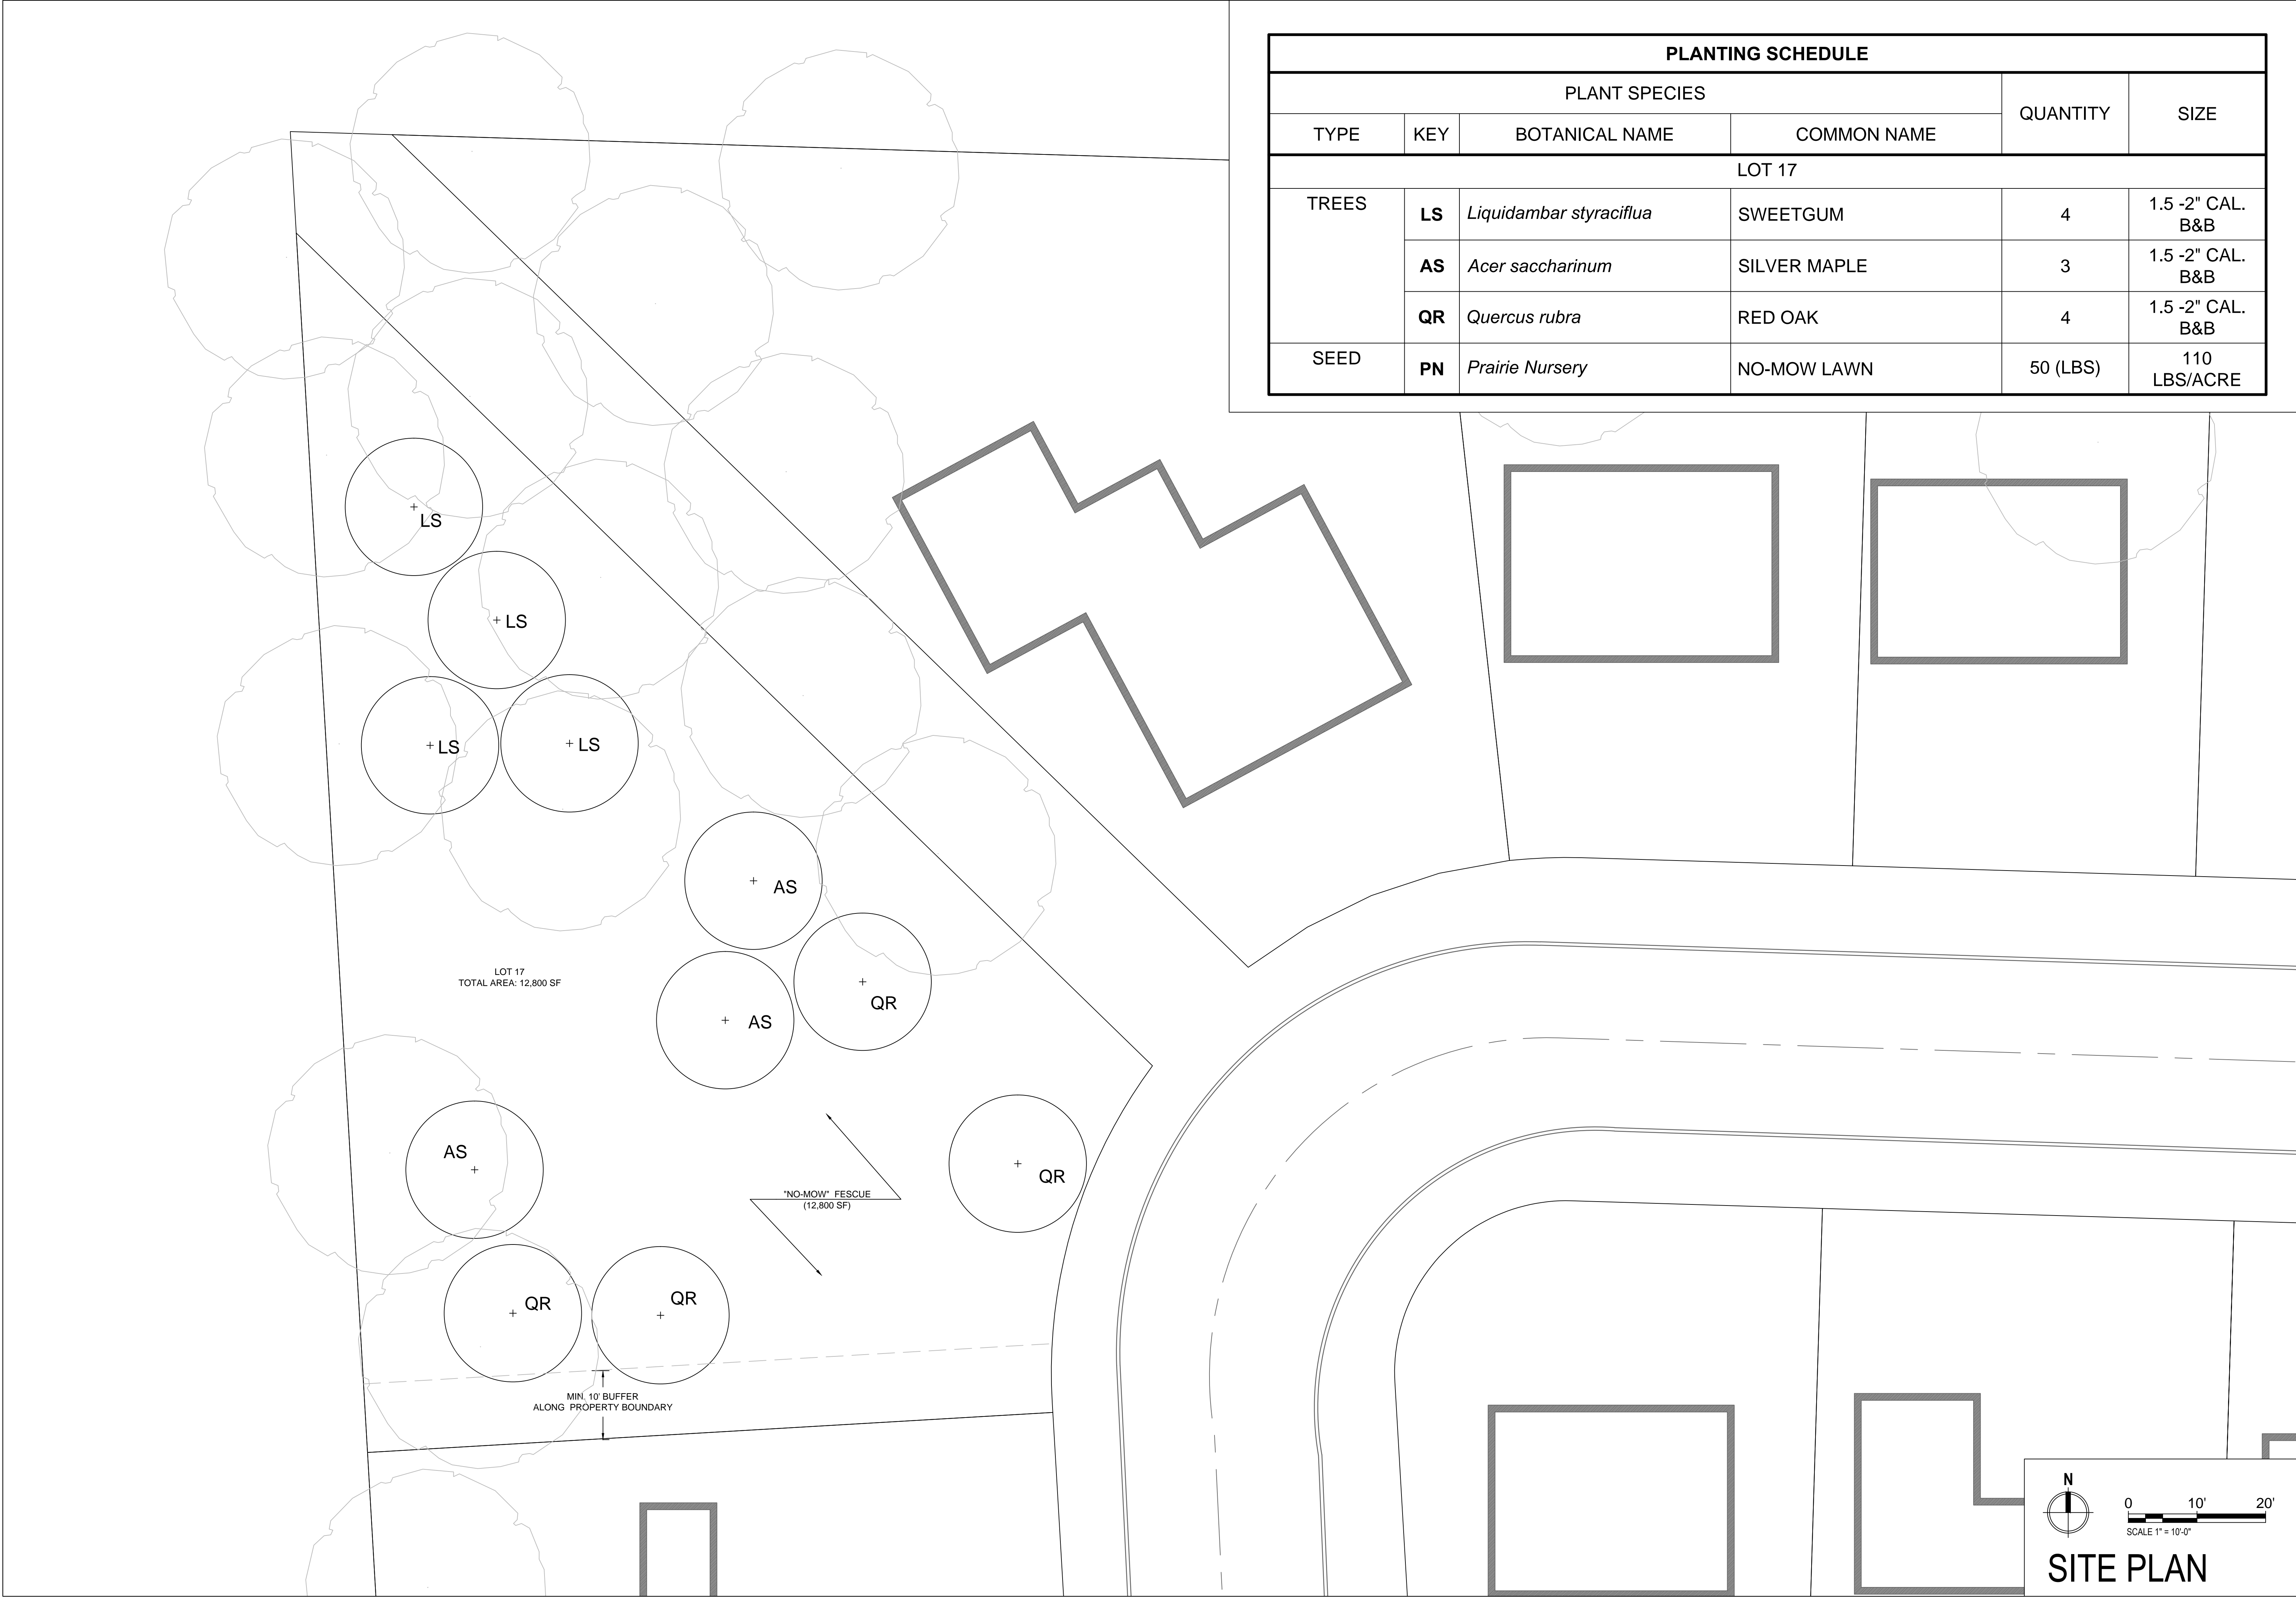 PLANTING SCHEDULE
PLANT SPECIES
QUANTITY
SIZE
TYPE
KEY
BOTANICAL NAME
COMMON NAME
LOT 17
TREES
LS
Liquidambar styraciflua
SWEETGUM
4
1.5 -2" CAL.
B&B
AS
Acer saccharinum
SILVER MAPLE
3
1.5 -2" CAL.
B&B
QR
Quercus rubra
RED OAK
4
1.5 -2" CAL.
B&B
SEED
PN
Prairie Nursery
NO-MOW LAWN
50 (LBS)
110
LBS/ACRE
LS
LS
LS
LS
AS
QR
AS
LOT 17
TOTAL AREA: 12,800 SF
AS
QR
"NO-MOW" FESCUE
(12,800 SF)
QR
QR
MIN. 10' BUFFER
ALONG PROPERTY BOUNDARY
N
0 10' 20'
SCALE 1" = 10'-0"
SITE PLAN